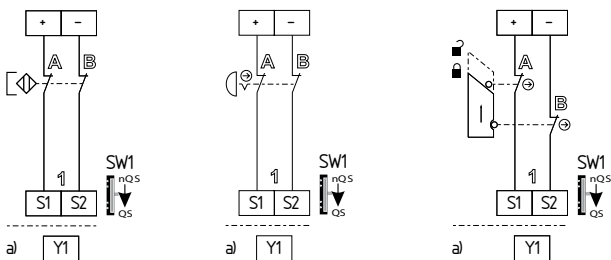 + -
A B
1
SW1
nQS
S1 S2
QS
a) Y1
+ -
A B
1
SW1
nQS
S1 S2
QS
a) Y1
+ -
A
B
1
SW1
nQS
S1 S2
QS
a) Y1